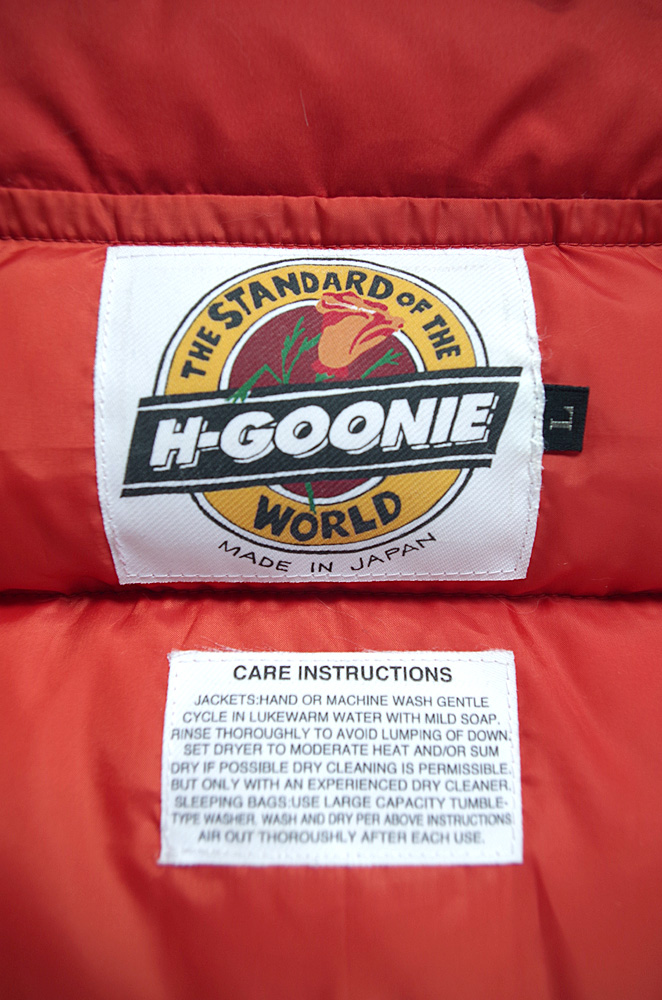 THE STANDARD OF THE
H-GOONIE
WORLD
MADE IN JAPAN
L
CARE INSTRUCTIONS
JACKETS:HAND OR MACHINE WASH GENTLE
CYCLE IN LUKEWARM WATER WITH MILD SOAP.
RINSE THOROUGHLY TO AVOID LUMPING OF DOWN.
SET DRYER TO MODERATE HEAT AND/OR SUM
DRY IF POSSIBLE DRY CLEANING IS PERMISSIBLE.
BUT ONLY WITH AN EXPERIENCED DRY CLEANER.
SLEEPING BAGS:USE LARGE CAPACITY TUMBLE-
TYPE WASHER. WASH AND DRY PER ABOVE INSTRUCTIONS.
AIR OUT THOROUSHLY AFTER EACH USE.